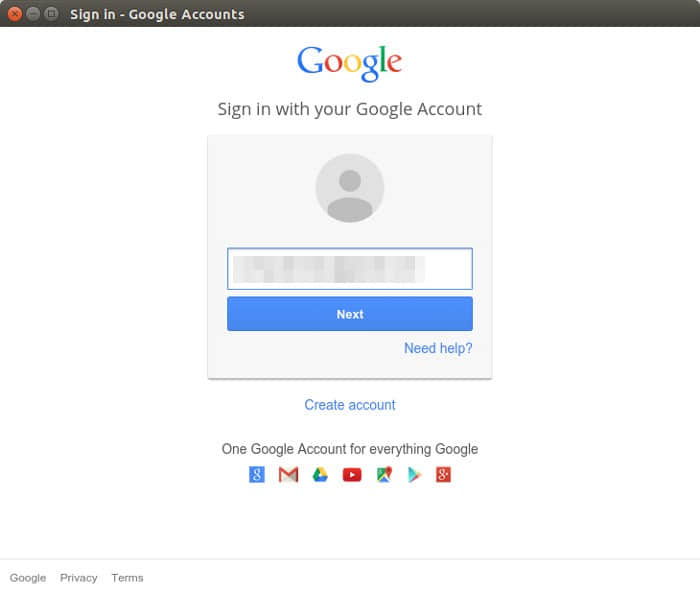 Sign in - Google Accounts
Google
Sign in with your Google Account
Next
Need help?
Create account
One Google Account for everything Google
Google Privacy Terms